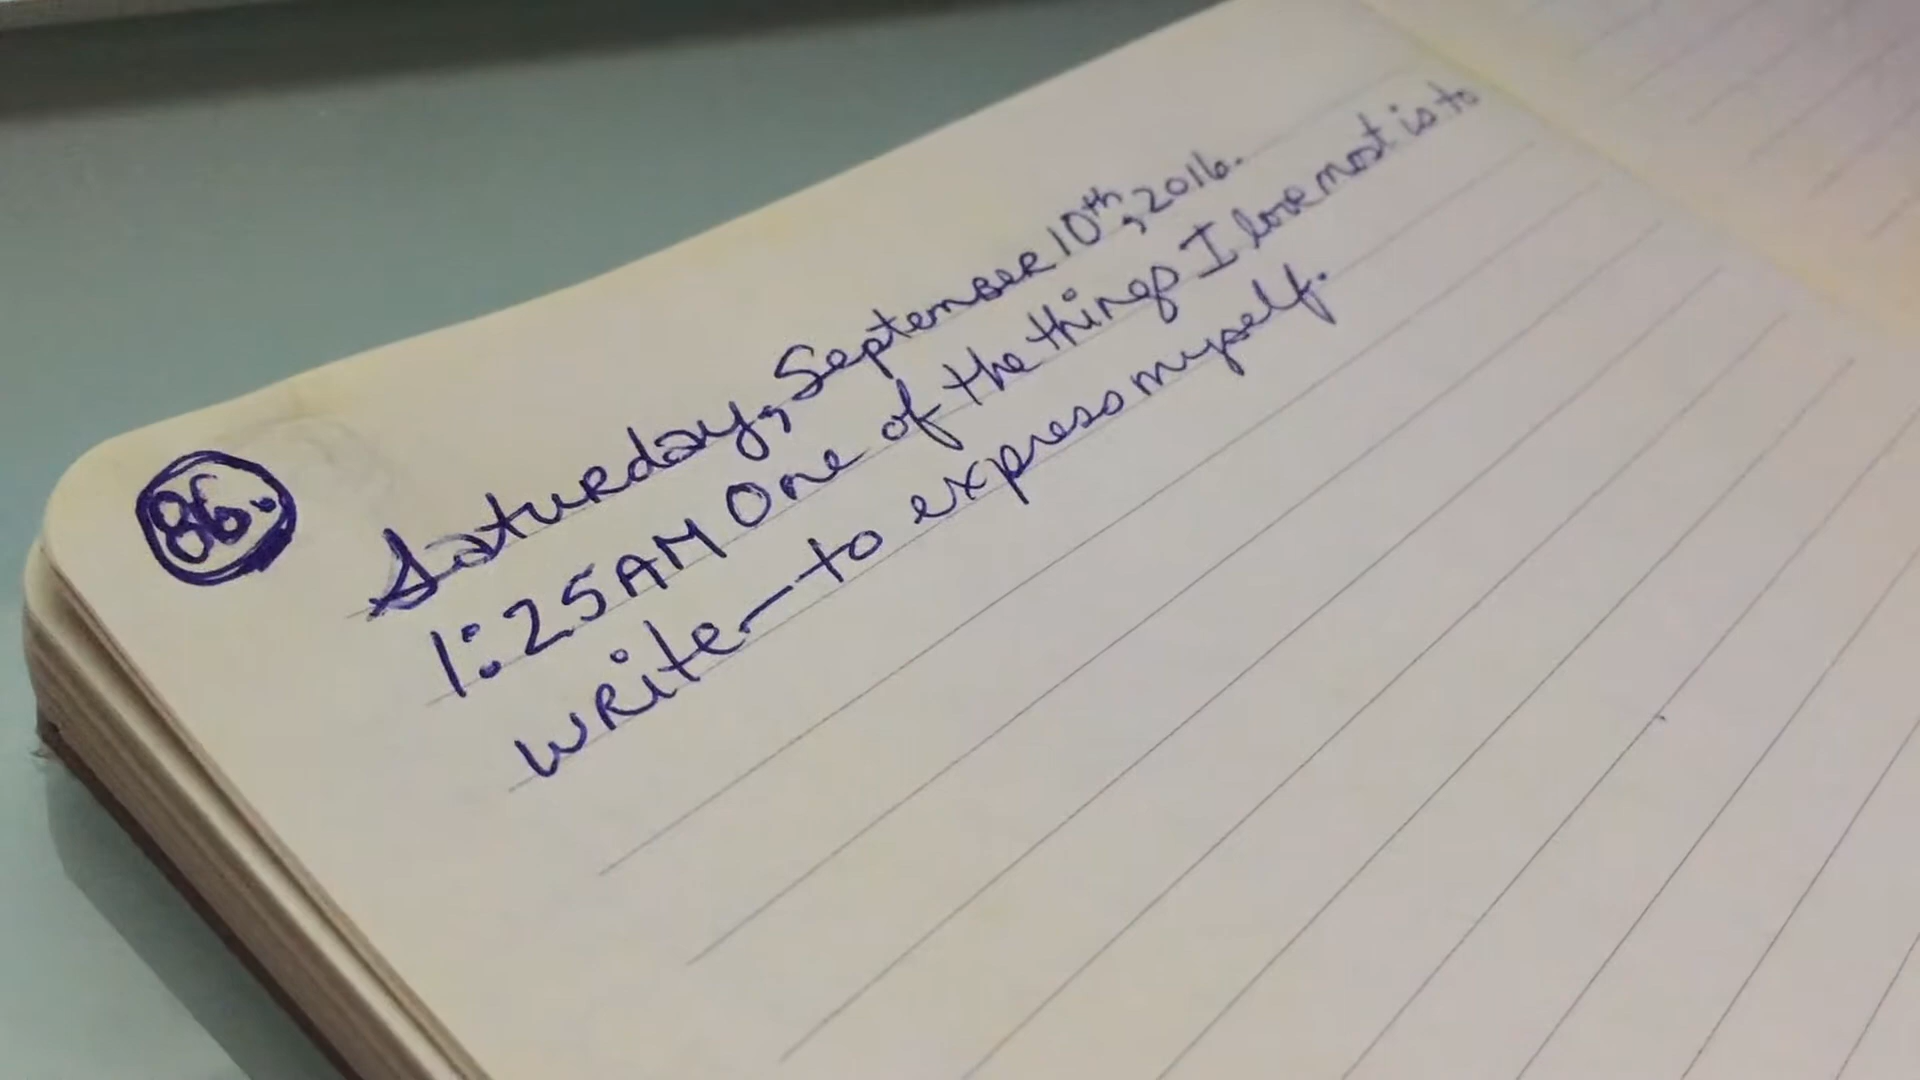 86.
Saturday, September 10th, 2016.
1:25AM One of the things I love most is to
write—to express myself.